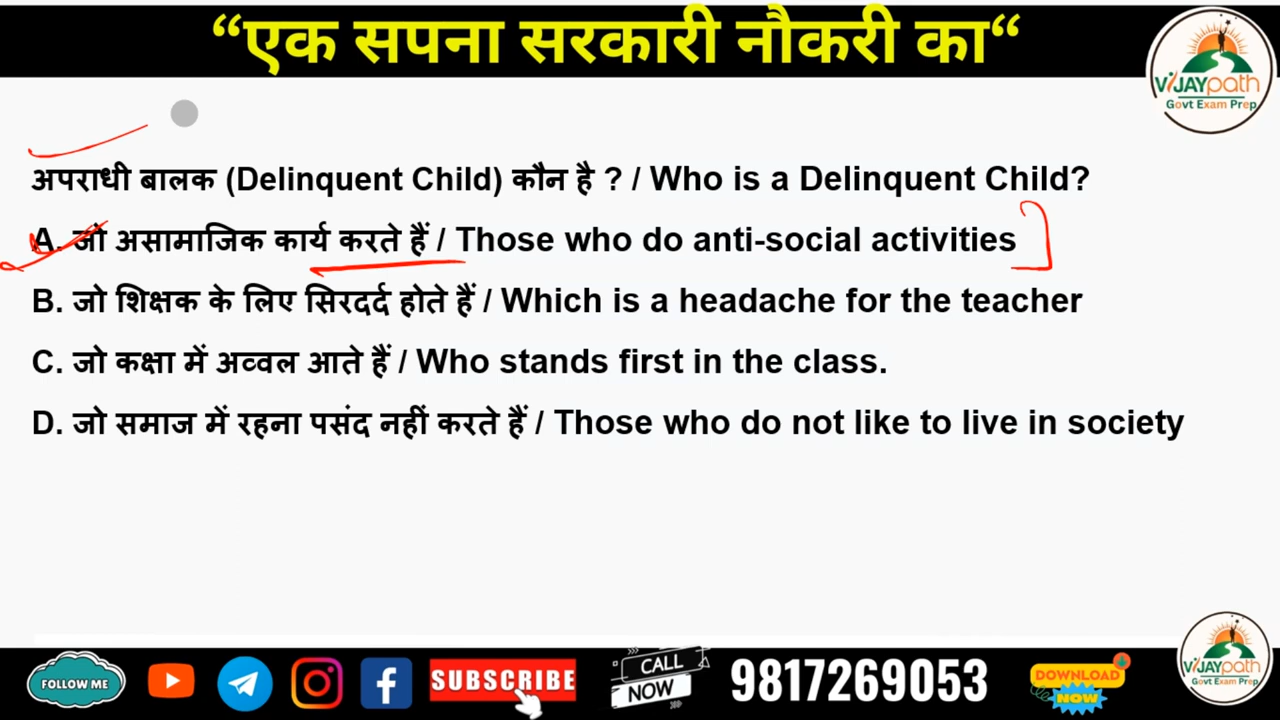 “एक सपना सरकारी नौकरी का“
VIJAYpath
Govt Exam Prep
अपराधी बालक (Delinquent Child) कौन है ? / Who is a Delinquent Child?
A. जो असामाजिक कार्य करते हैं / Those who do anti-social activities
B. जो शिक्षक के लिए सिरदर्द होते हैं / Which is a headache for the teacher
C. जो कक्षा में अव्वल आते हैं / Who stands first in the class.
D. जो समाज में रहना पसंद नहीं करते हैं / Those who do not like to live in society
FOLLOW ME
SUBSCRIBE
CALL
NOW
9817269053
DOWNLOAD
NOW
VIJAYpath
Govt Exam Prep